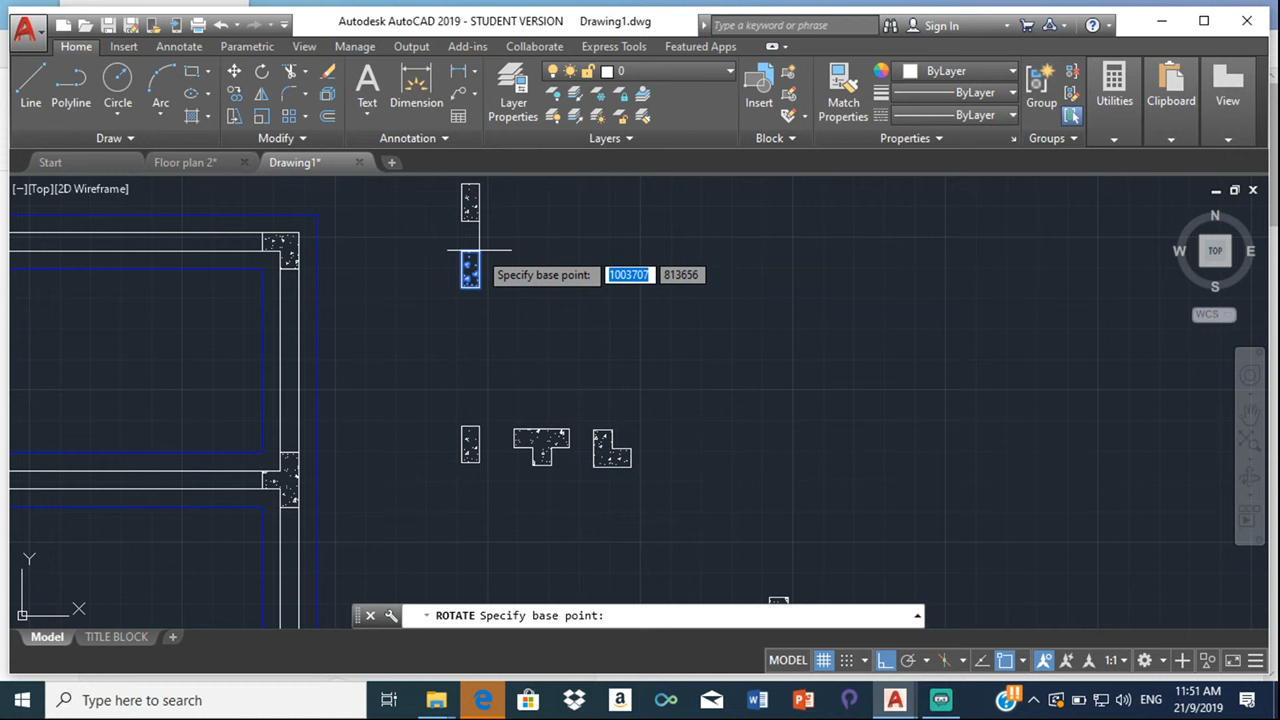 Autodesk AutoCAD 2019 - STUDENT VERSION Drawing1.dwg
Type a keyword or phrase
Sign In
Home Insert Annotate Parametric View Manage Output Add-ins Collaborate Express Tools Featured Apps
0
ByLayer
ByLayer
ByLayer
Line Polyline Circle Arc
Text Dimension
Layer Properties
Insert
Match Properties
Group
Utilities Clipboard View
Draw Modify Annotation Layers Block Properties Groups
Start Floor plan 2* Drawing1*
[−][Top][2D Wireframe]
N
W TOP E
S
WCS
Specify base point: 1003707 813656
Y
X
ROTATE Specify base point:
Model TITLE BLOCK
MODEL 1:1
Type here to search
ENG
11:51 AM
21/9/2019